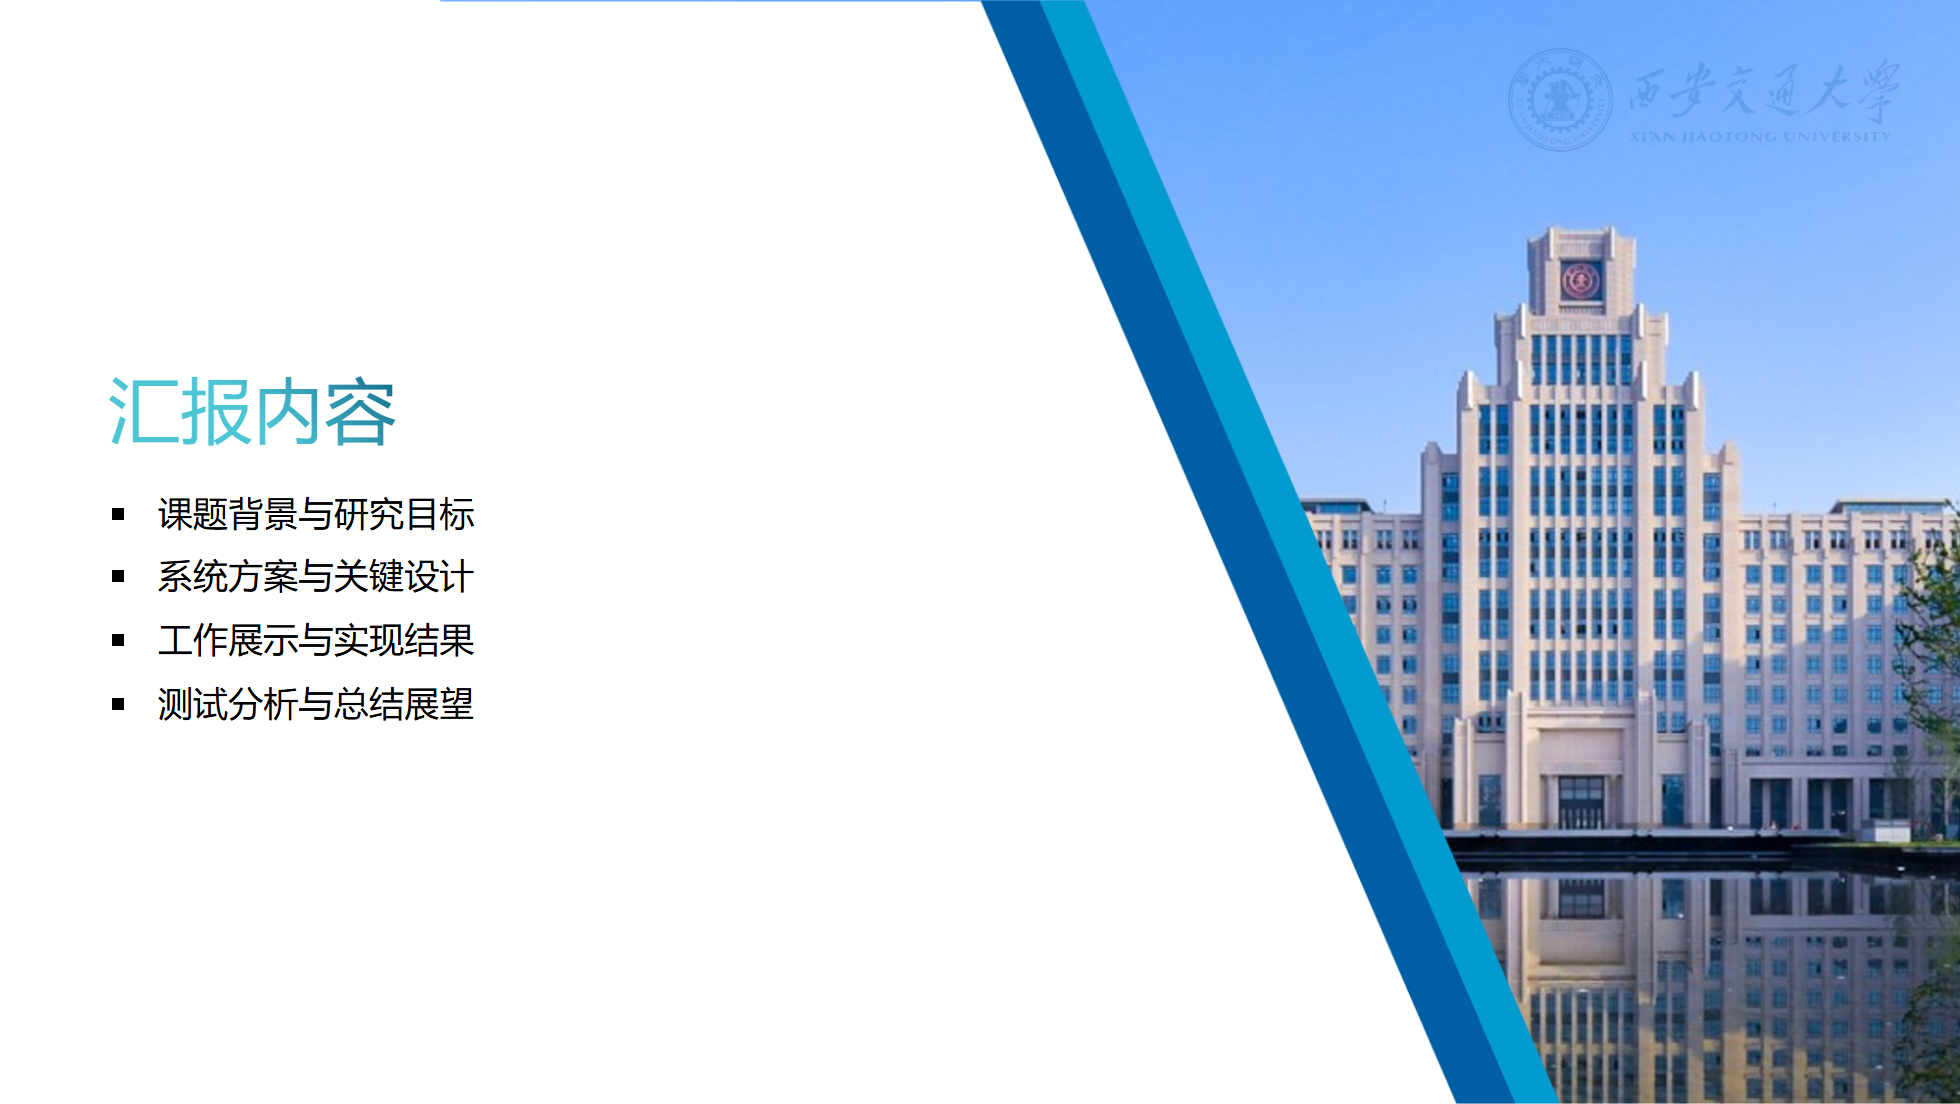 西安交通大学
XI'AN JIAOTONG UNIVERSITY
汇报内容
▪ 课题背景与研究目标
▪ 系统方案与关键设计
▪ 工作展示与实现结果
▪ 测试分析与总结展望